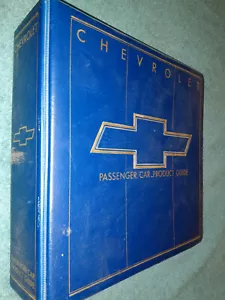 CHEVROLET
PASSENGER CAR PRODUCT GUIDE